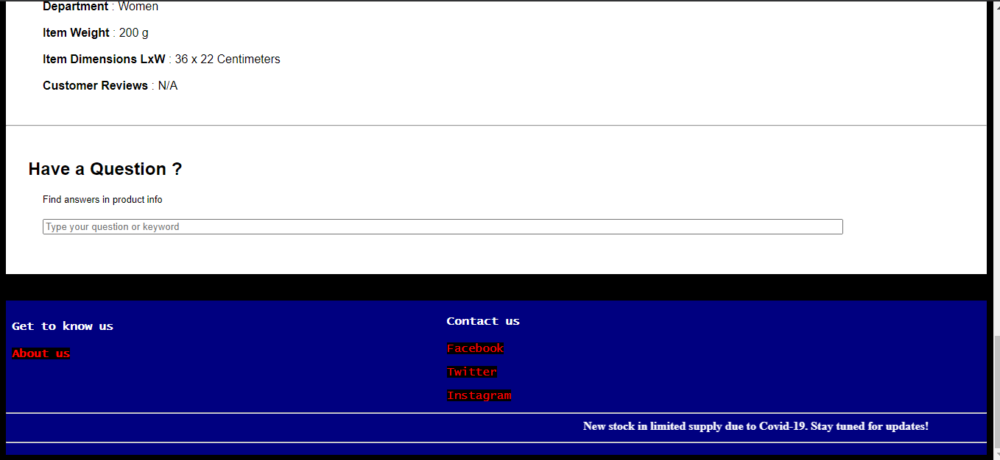 Department : Women
Item Weight : 200 g
Item Dimensions LxW : 36 x 22 Centimeters
Customer Reviews : N/A
Have a Question ?
Find answers in product info
Type your question or keyword
Get to know us
About us
Contact us
Facebook
Twitter
Instagram
New stock in limited supply due to Covid-19. Stay tuned for updates!